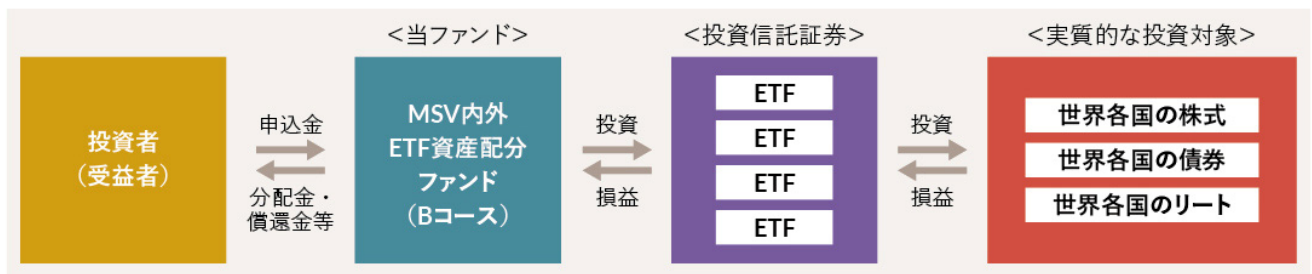 <当ファンド>
<投資信託証券>
<実質的な投資対象>
投資者
（受益者）
申込金
分配金・
償還金等
MSV内外
ETF資産配分
ファンド
（Bコース）
投資
損益
ETF
ETF
ETF
ETF
投資
損益
世界各国の株式
世界各国の債券
世界各国のリート